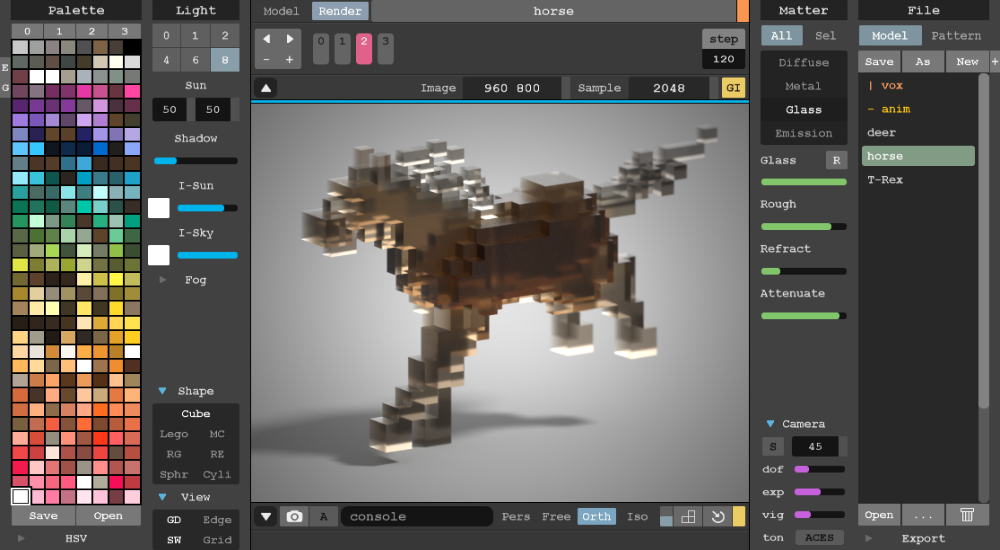 Palette
0 1 2 3
E
G
Save Open
HSV
Light
0 1 2
4 6 8
Sun
50 50
Shadow
I-Sun
I-Sky
Fog
Shape
Cube
Lego MC
RG RE
Sphr Cyli
View
GD Edge
SW Grid
Model Render horse
0 1 2 3
- +
step
120
Image 960 800 Sample 2048 GI
A console Pers Free Orth Iso
Matter
All Sel
Diffuse
Metal
Glass
Emission
Glass R
Rough
Refract
Attenuate
Camera
S 45
dof
exp
vig
ton ACES
File
Model Pattern
Save As New +
| vox
- anim
deer
horse
T-Rex
Open ...
Export